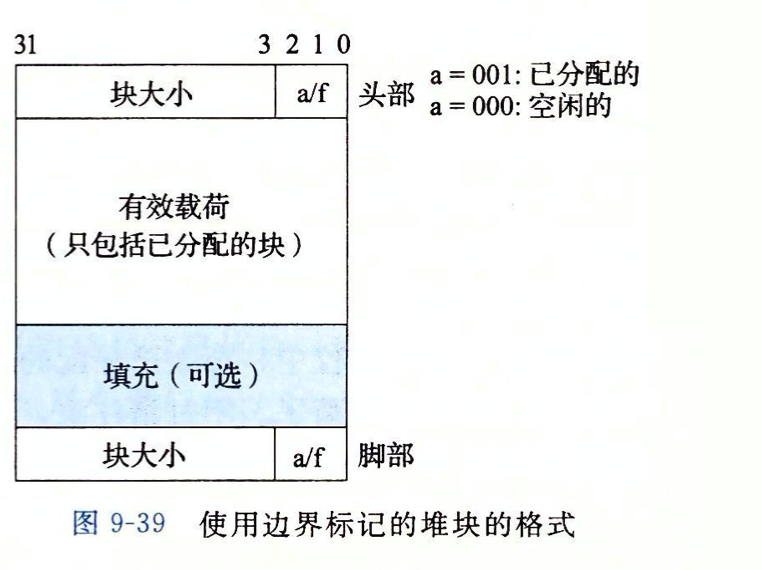 31 3 2 1 0
块大小 a/f 头部 a = 001: 已分配的
a = 000: 空闲的
有效载荷
（只包括已分配的块）
填充（可选）
块大小 a/f 脚部
图 9-39 使用边界标记的堆块的格式